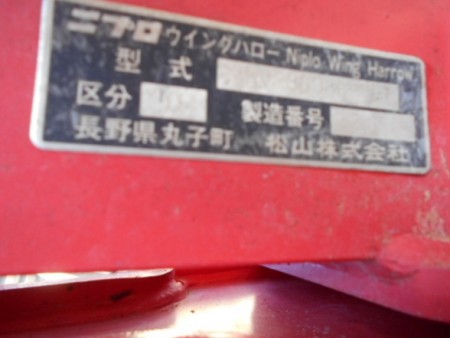 ニプロ ウイングハロー Niplo Wing Harrow
型式
区分 製造番号
長野県丸子町 松山株式会社